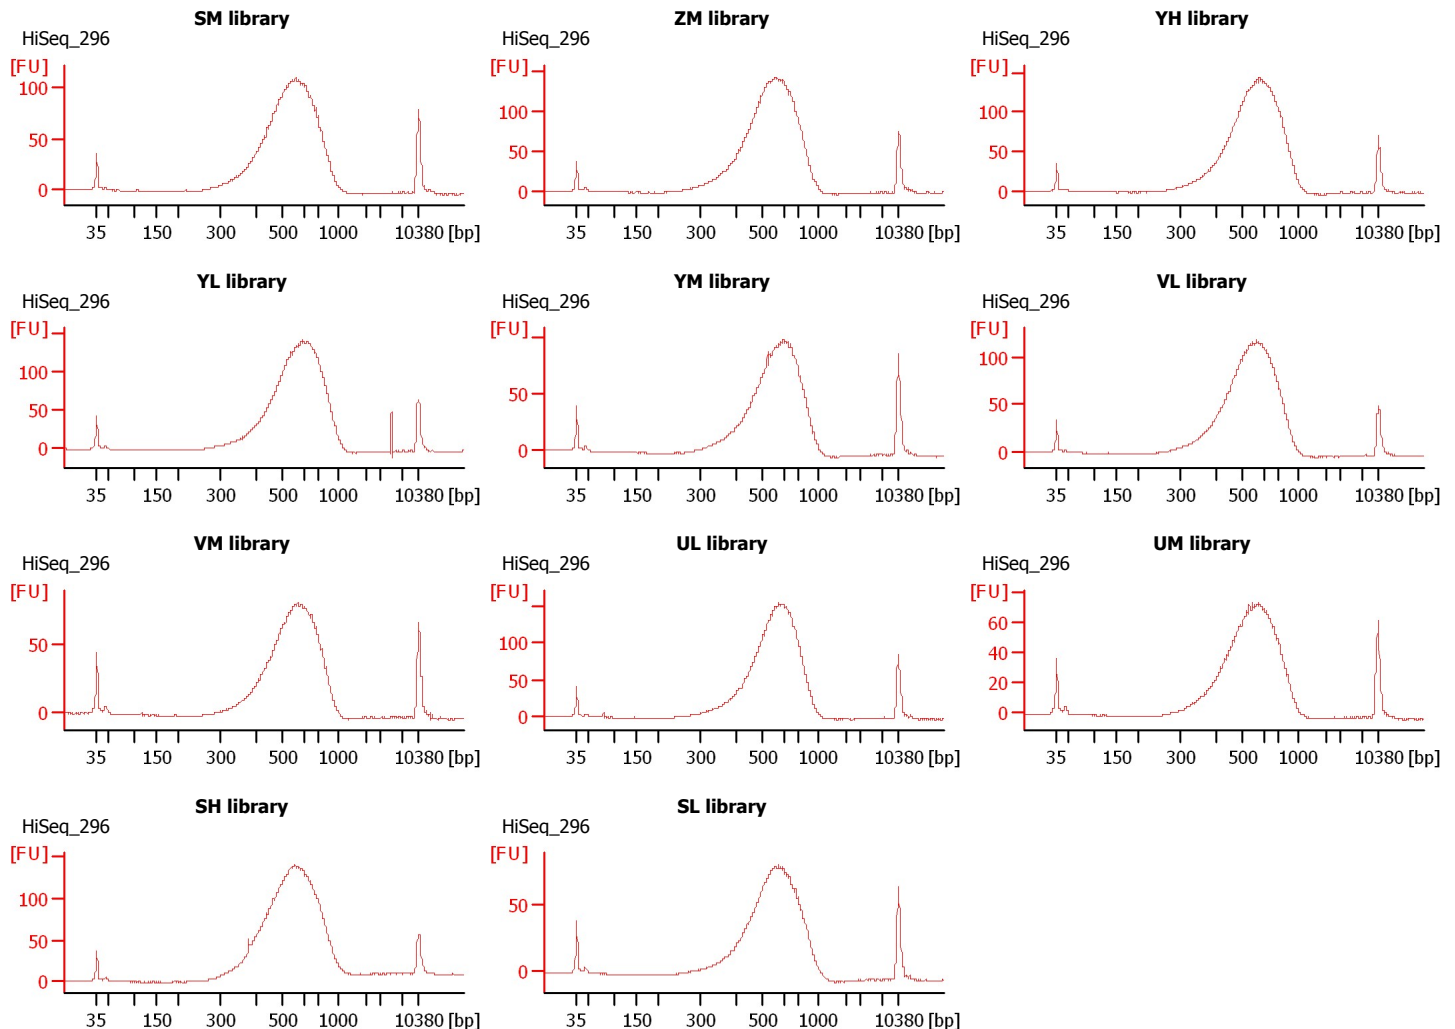 SM library
HiSeq_296
[FU]
100
50
0
35 150 300 500 1000 10380 [bp]
ZM library
HiSeq_296
[FU]
100
50
0
35 150 300 500 1000 10380 [bp]
YH library
HiSeq_296
[FU]
100
50
0
35 150 300 500 1000 10380 [bp]
YL library
HiSeq_296
[FU]
100
50
0
35 150 300 500 1000 10380 [bp]
YM library
HiSeq_296
[FU]
50
0
35 150 300 500 1000 10380 [bp]
VL library
HiSeq_296
[FU]
100
50
0
35 150 300 500 1000 10380 [bp]
VM library
HiSeq_296
[FU]
50
0
35 150 300 500 1000 10380 [bp]
UL library
HiSeq_296
[FU]
100
50
0
35 150 300 500 1000 10380 [bp]
UM library
HiSeq_296
[FU]
60
40
20
0
35 150 300 500 1000 10380 [bp]
SH library
HiSeq_296
[FU]
100
50
0
35 150 300 500 1000 10380 [bp]
SL library
HiSeq_296
[FU]
50
0
35 150 300 500 1000 10380 [bp]